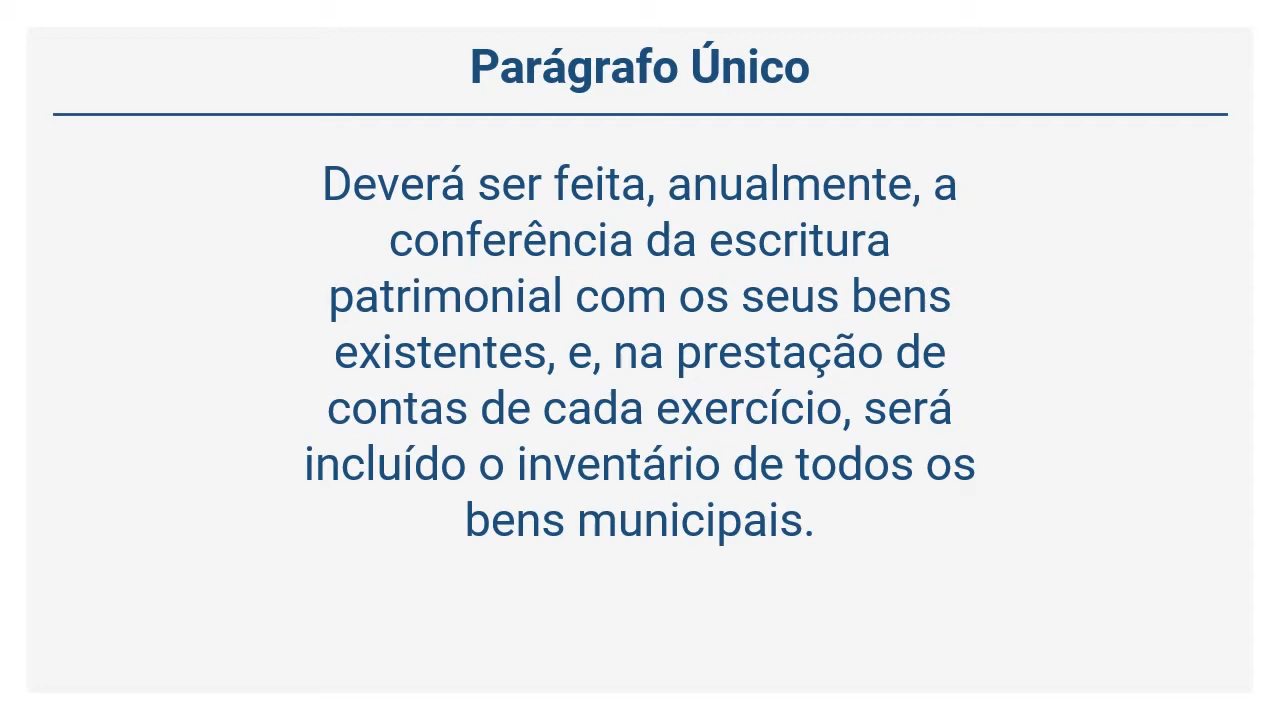 Parágrafo Único
Deverá ser feita, anualmente, a
conferência da escritura
patrimonial com os seus bens
existentes, e, na prestação de
contas de cada exercício, será
incluído o inventário de todos os
bens municipais.